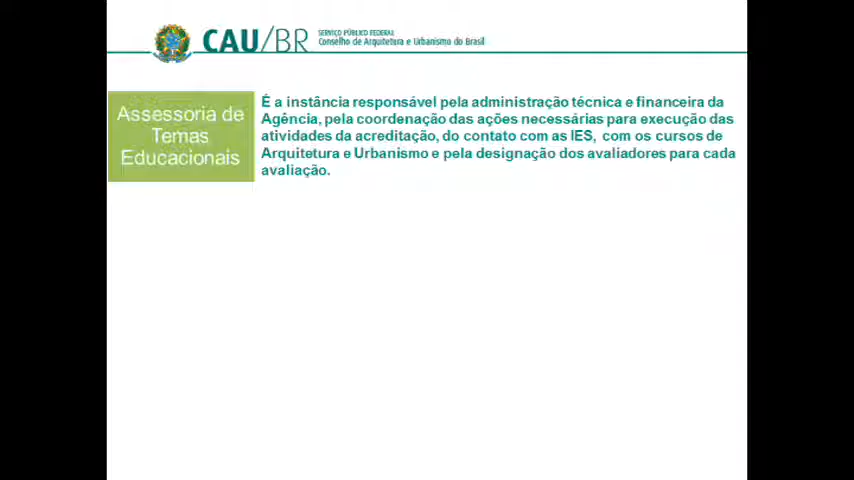 CAU/BR
SERVIÇO PÚBLICO FEDERAL
Conselho de Arquitetura e Urbanismo do Brasil
Assessoria de
Temas
Educacionais
É a instância responsável pela administração técnica e financeira da
Agência, pela coordenação das ações necessárias para execução das
atividades da acreditação, do contato com as IES, com os cursos de
Arquitetura e Urbanismo e pela designação dos avaliadores para cada
avaliação.